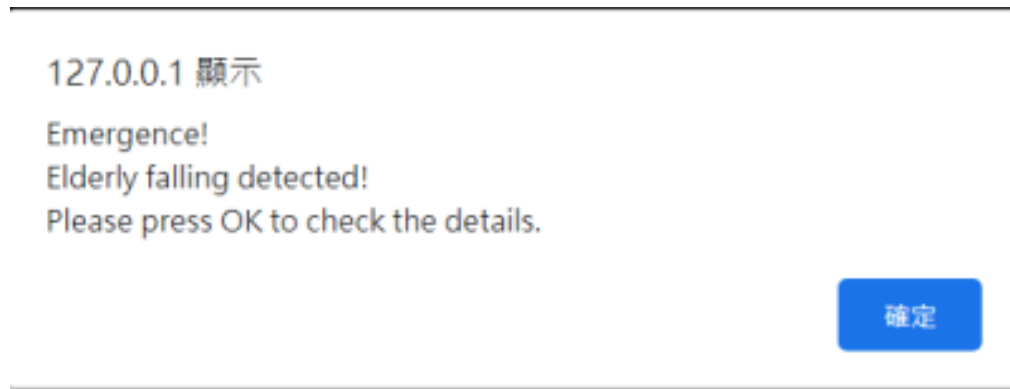 127.0.0.1 顯示
Emergence!
Elderly falling detected!
Please press OK to check the details.
確定